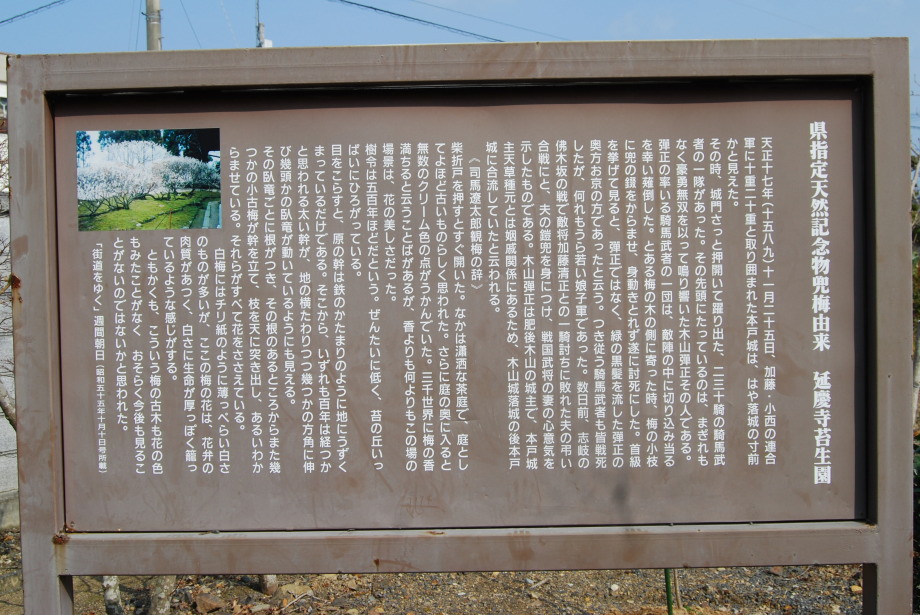 県指定天然記念物兜梅由来　延慶寺苔生園
天正十七年（十五八九）十一月二十五日、加藤・小西の連合
軍に十重二十重と取り囲まれた本戸城は、はや落城の寸前
かと見えた。
その時、城門さっと押開いて躍り出た、二三十騎の騎馬武
者の一隊があった。その先頭にたっているのは、まぎれも
なく豪勇無双を以って鳴り響いた木山弾正その人である。
弾正の率いる騎馬武者の一団は、敵陣の中に切り込み当る
を幸い薙倒した。とある梅の木の側に寄った時、梅の小枝
に兜の錣をからませ、身動きとれず遂に討死にした。首級
を挙げて見ると、弾正ではなく、緑の黒髪を流した弾正の
奥方お京の方であったと云う。つき従う騎馬武者も皆戦死
したが、何れもうら若い娘子軍であった。数日前、志岐の
佛木坂の戦で敵将加藤清正との一騎討ちに敗れた夫の弔い
合戦にと、夫の鎧兜を身につけ、戦国武将の妻の心意気を
示したものである。木山弾正は肥後木山の城主で、本戸城
主天草種元とは姻戚関係にあるため、木山落城の後本戸
城に合流していたと云われる。
《司馬遼太郎観梅の辞》
柴折戸を押すとすぐ開いた。なかは瀟洒な茶庭で、庭とし
てよほど古いものらしく思われた。さらに庭の奥に入ると
無数のクリーム色の点がうかんでいた。三千世界に梅の香
満ちると云うことばがあるが、香よりも何よりもこの場の
場景は、花の美しさだった。
樹令は五百年ほどだという。ぜんたいに低く、苔の丘いっ
ぱいにひろがっている。
目をこらすと、原の幹は鉄のかたまりのように地にうずく
まっているだけである。そこから、いずれも百年は経つか
と思われる太い幹が、地の横たわりつつ幾つかの方角に伸
び幾頭かの臥竜が動いているようにも見える。
その臥竜ごとに根がつき、その根のあるところからまた幾
つかの小古梅が幹を立て、枝を天に突き出し、あるいわか
らませている。それらがすべて花をささえている。
白梅にはチリ紙のように薄っぺらい白さ
のものが多いが、ここの梅の花は、花弁の
肉質があつく、白さに生命が厚っぽく籠っ
ているような感じがする。
ともかくも、こういう梅の古木も花の色
もみたことがなく、おそらく今後も見るこ
とがないのではないかと思われた。
「街道をゆく」週間朝日（昭和五十五年十月十日号所載）